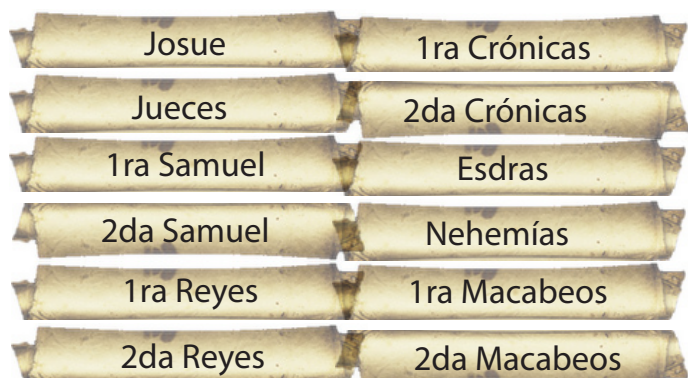 Josue
Jueces
1ra Samuel
2da Samuel
1ra Reyes
2da Reyes
1ra Crónicas
2da Crónicas
Esdras
Nehemías
1ra Macabeos
2da Macabeos